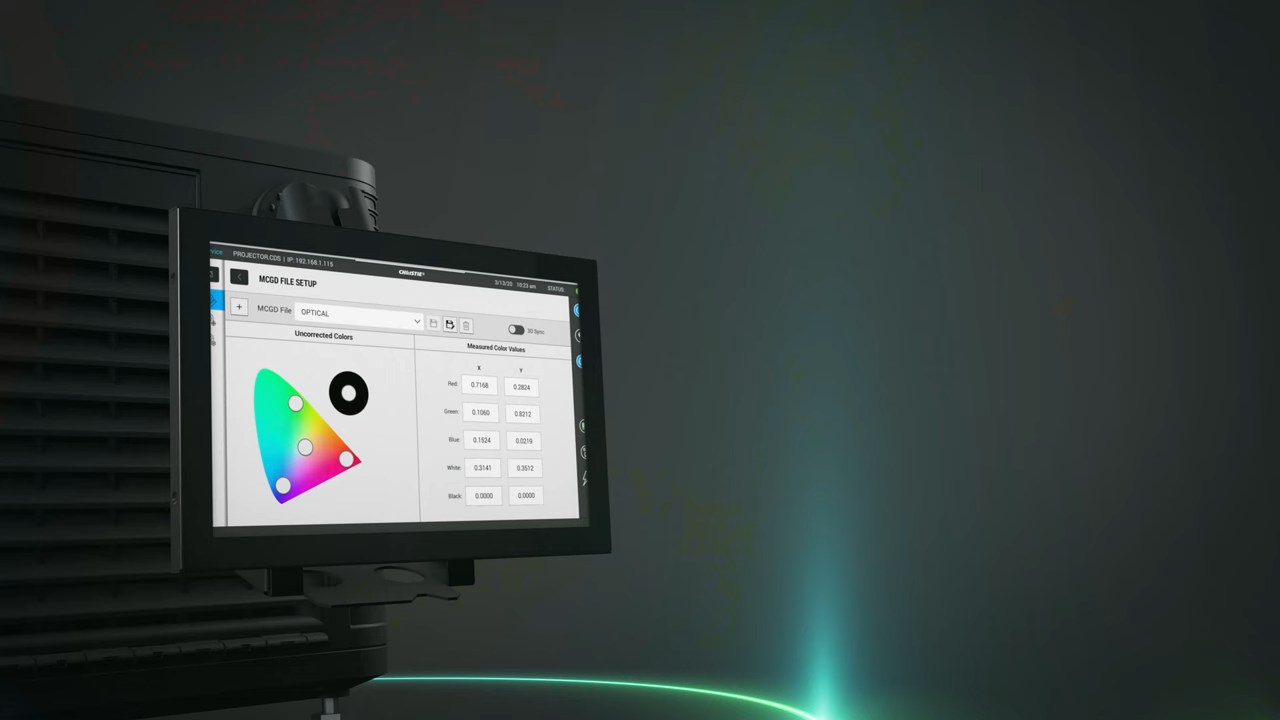 vice PROJECTOR.CDS | IP: 192.168.1.115
CHRISTIE
3/13/20 10:23 am STATUS:
MCGD FILE SETUP
+ MCGD File OPTICAL
3D Sync
Uncorrected Colors
Measured Color Values
X Y
Red: 0.7168 0.2824
Green: 0.1060 0.8212
Blue: 0.1524 0.0219
White: 0.3141 0.3512
Black: 0.0000 0.0000